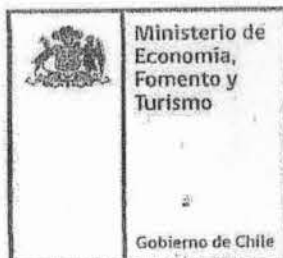 Ministerio de
Economía,
Fomento y
Turismo
Gobierno de Chile